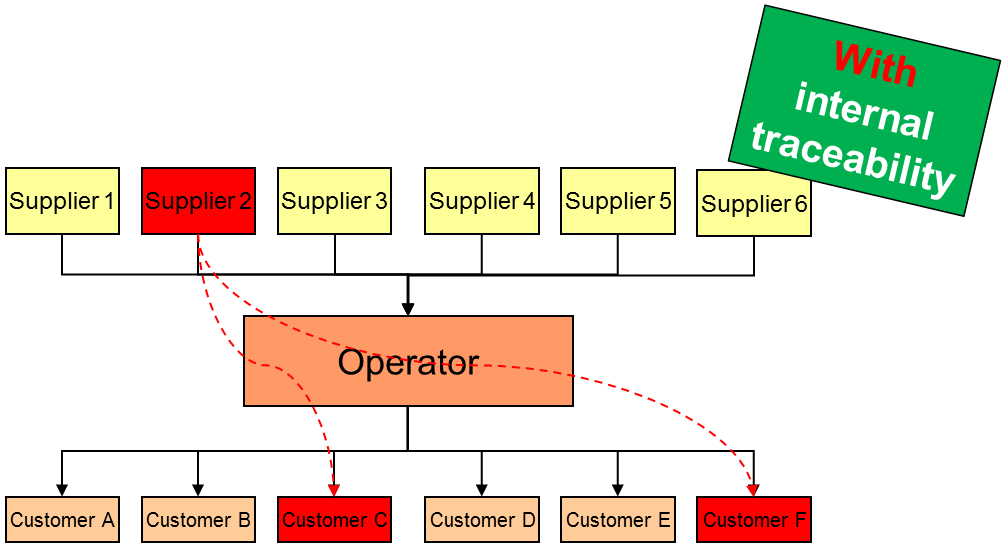 With
internal
traceability
Supplier 1
Supplier 2
Supplier 3
Supplier 4
Supplier 5
Supplier 6
Operator
Customer A
Customer B
Customer C
Customer D
Customer E
Customer F